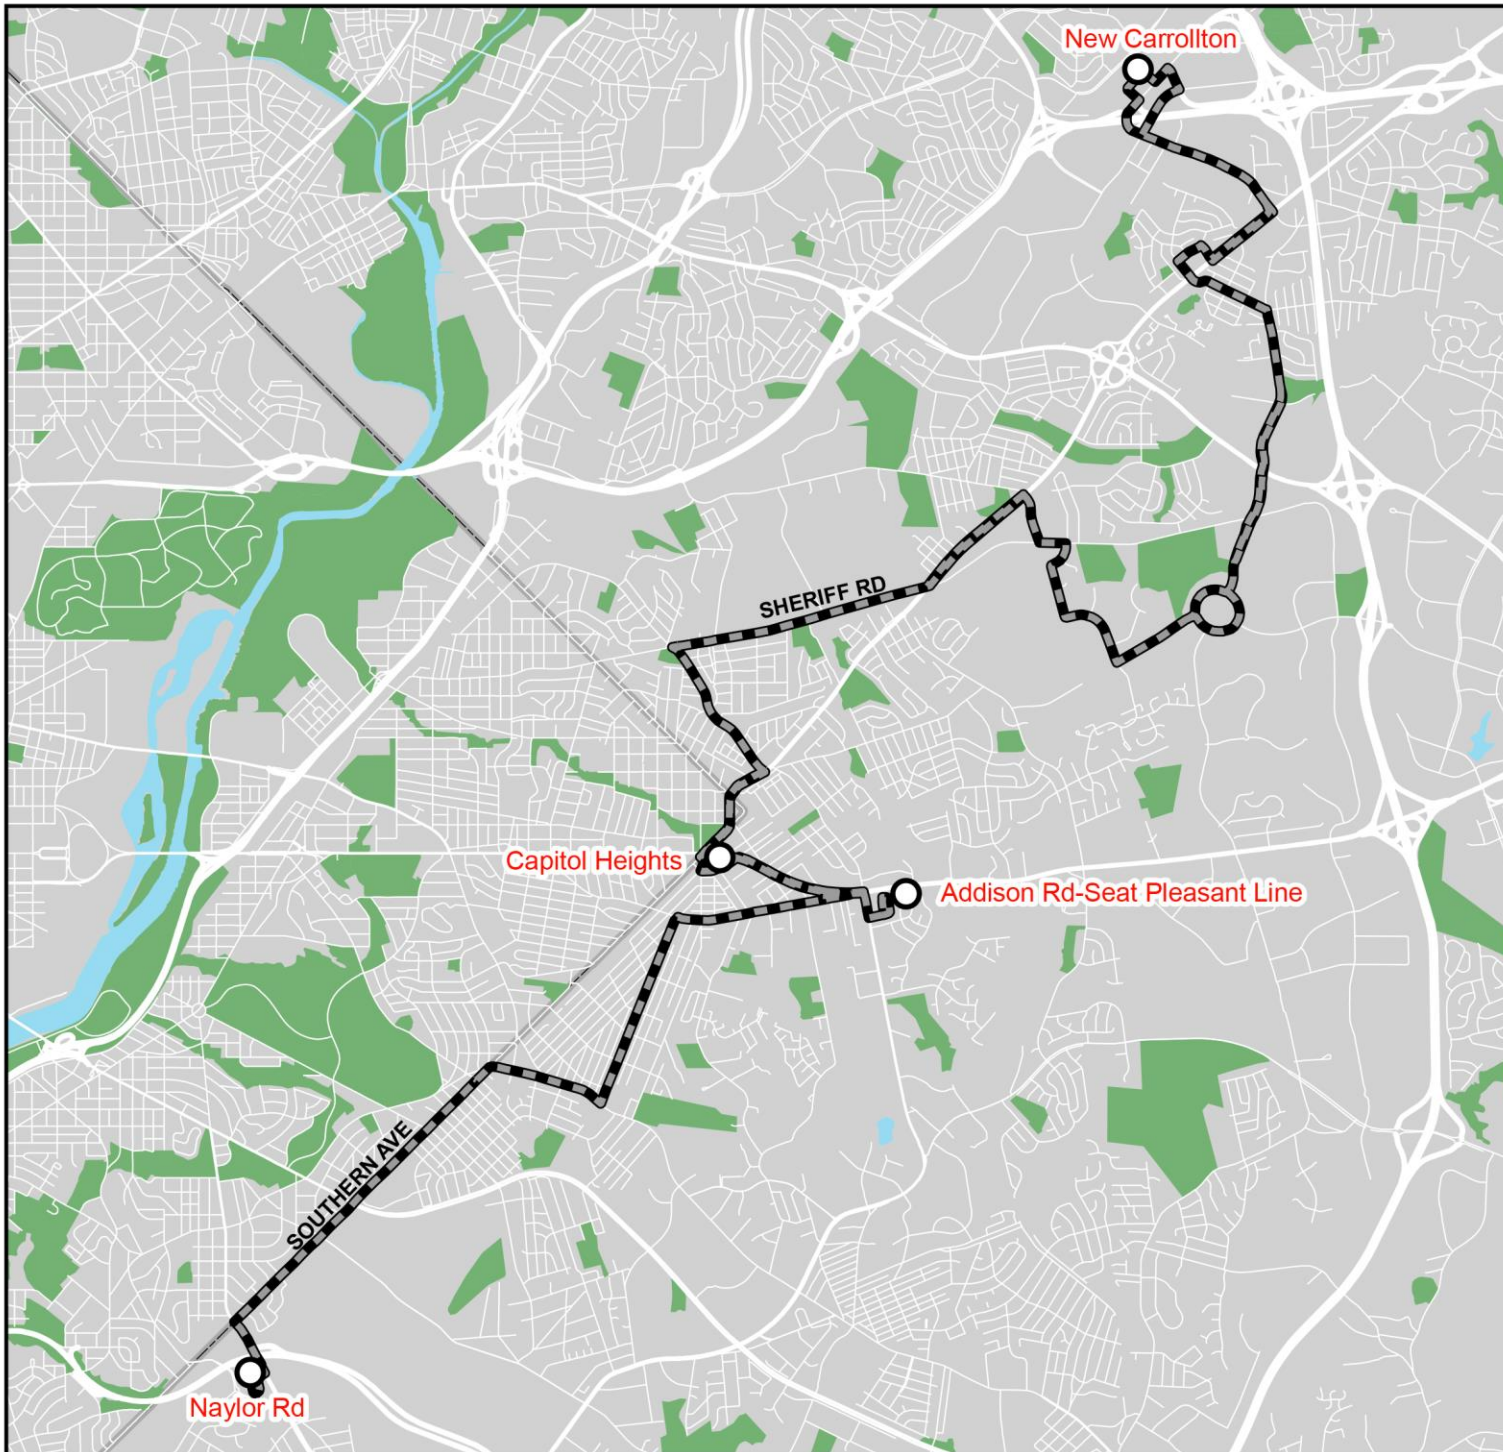 New Carrollton
SHERIFF RD
Capitol Heights
Addison Rd-Seat Pleasant Line
SOUTHERN AVE
Naylor Rd